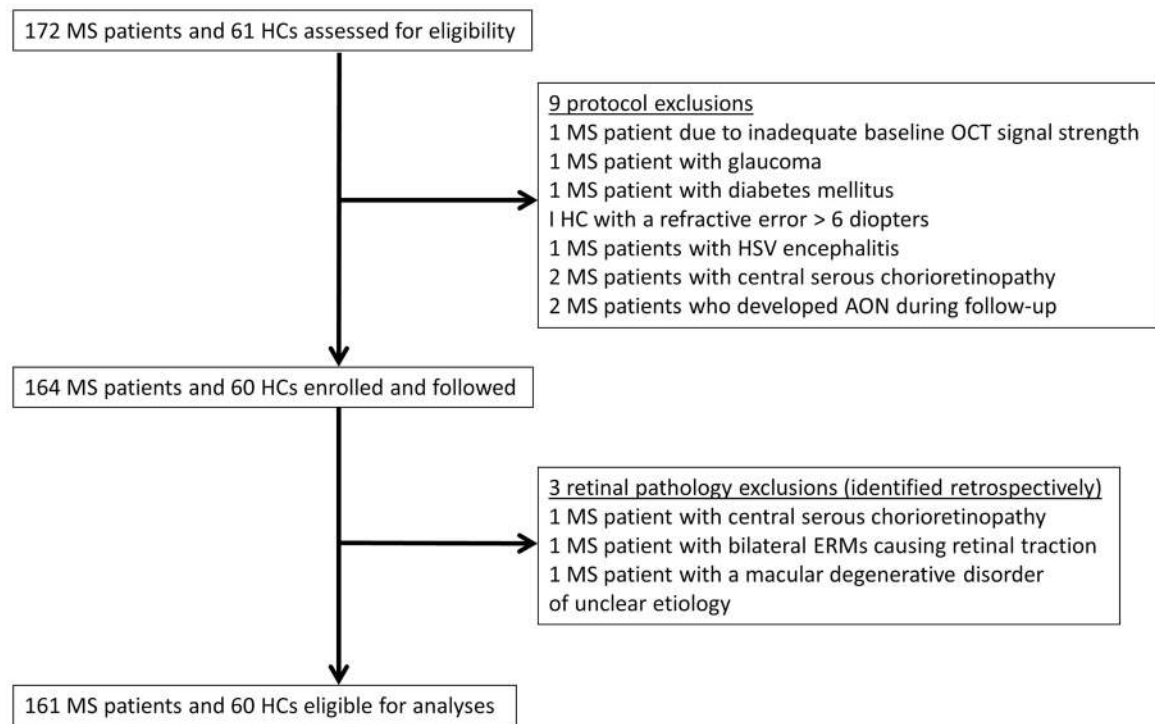 172 MS patients and 61 HCs assessed for eligibility
9 protocol exclusions
1 MS patient due to inadequate baseline OCT signal strength
1 MS patient with glaucoma
1 MS patient with diabetes mellitus
I HC with a refractive error > 6 diopters
1 MS patients with HSV encephalitis
2 MS patients with central serous chorioretinopathy
2 MS patients who developed AON during follow-up
164 MS patients and 60 HCs enrolled and followed
3 retinal pathology exclusions (identified retrospectively)
1 MS patient with central serous chorioretinopathy
1 MS patient with bilateral ERMs causing retinal traction
1 MS patient with a macular degenerative disorder
of unclear etiology
161 MS patients and 60 HCs eligible for analyses